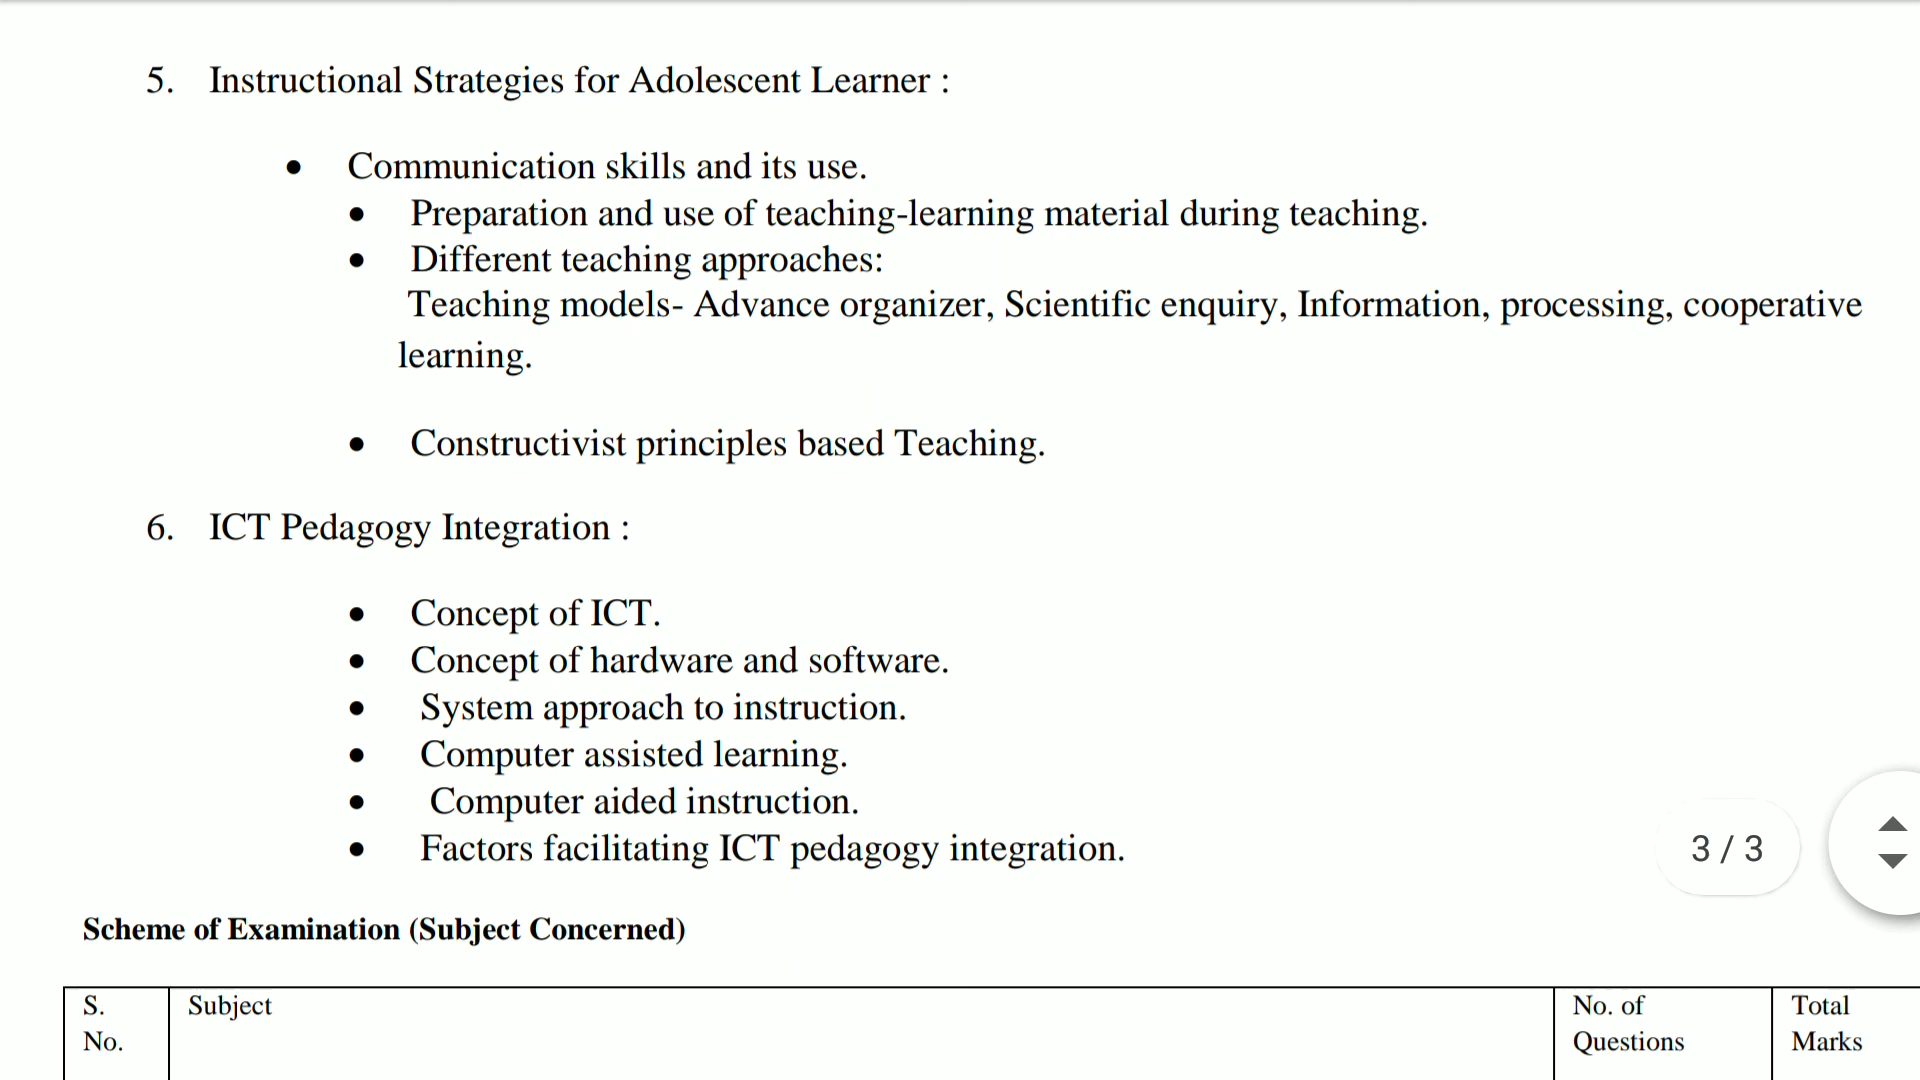 5. Instructional Strategies for Adolescent Learner :
• Communication skills and its use.
• Preparation and use of teaching-learning material during teaching.
• Different teaching approaches:
Teaching models- Advance organizer, Scientific enquiry, Information, processing, cooperative
learning.
• Constructivist principles based Teaching.
6. ICT Pedagogy Integration :
• Concept of ICT.
• Concept of hardware and software.
• System approach to instruction.
• Computer assisted learning.
• Computer aided instruction.
• Factors facilitating ICT pedagogy integration.
3 / 3
Scheme of Examination (Subject Concerned)
S. Subject No. of Total
No. Questions Marks